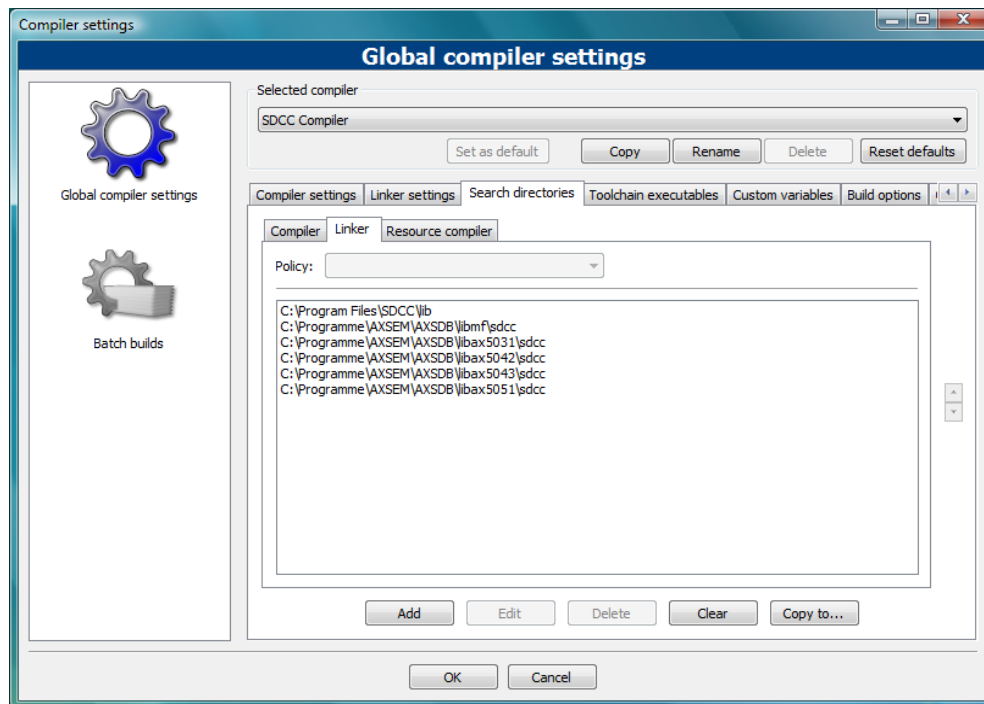 Compiler settings
Global compiler settings
Global compiler settings
Batch builds
Selected compiler
SDCC Compiler
Set as default Copy Rename Delete Reset defaults
Compiler settings Linker settings Search directories Toolchain executables Custom variables Build options
Compiler Linker Resource compiler
Policy:
C:\Program Files\SDCC\lib
C:\Programme\AXSEM\AXSDB\libmf\sdcc
C:\Programme\AXSEM\AXSDB\libax5031\sdcc
C:\Programme\AXSEM\AXSDB\libax5042\sdcc
C:\Programme\AXSEM\AXSDB\libax5043\sdcc
C:\Programme\AXSEM\AXSDB\libax5051\sdcc
Add Edit Delete Clear Copy to...
OK Cancel